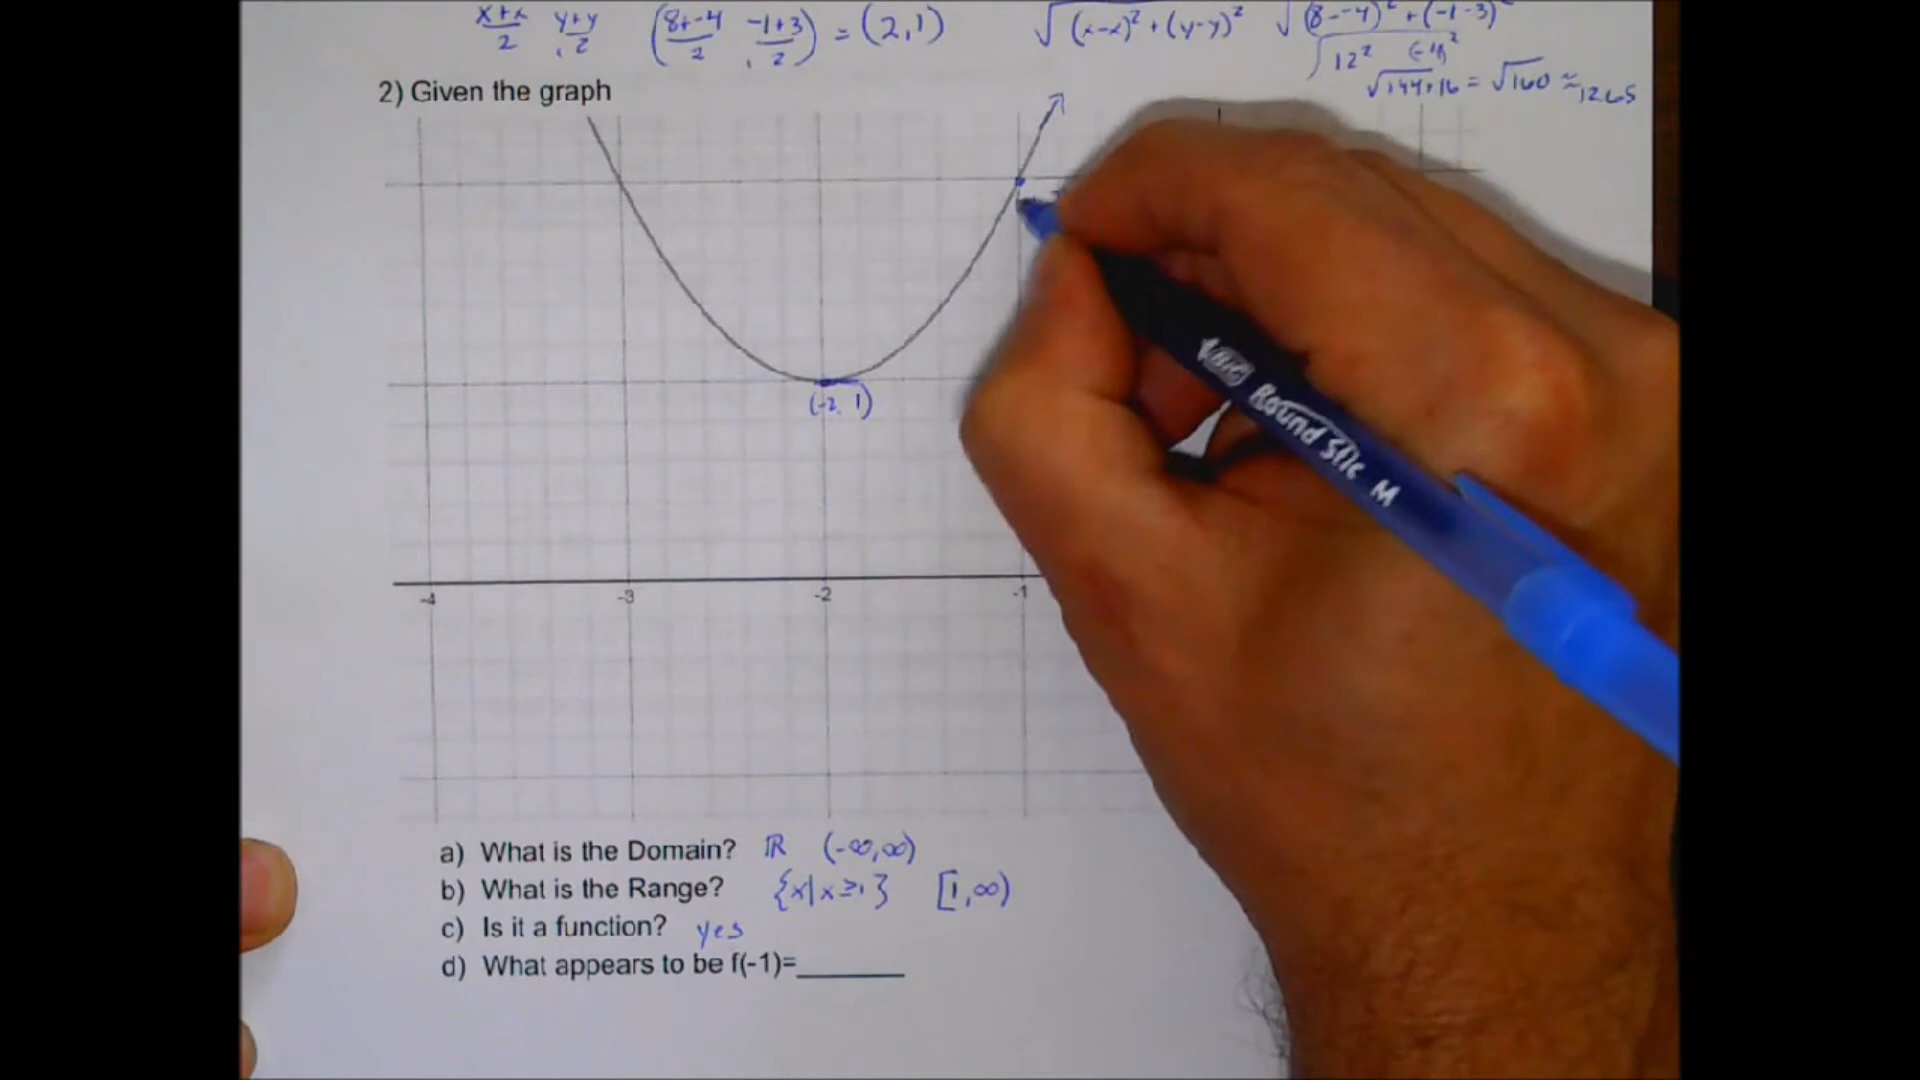 x+x/2 , y+y/2 (8+-4/2 , -1+3/2) = (2,1) √(x-x)²+(y-y)² √(8--4)²+(-1-3)²
√12² (-4)²
√144+16 = √160 ≈ 12.65
2) Given the graph
(-2, 1)
-4 -3 -2 -1
BIC Round Stic M
a) What is the Domain? ℝ (-∞,∞)
b) What is the Range? {x|x≥1} [1,∞)
c) Is it a function? yes
d) What appears to be f(-1)=______